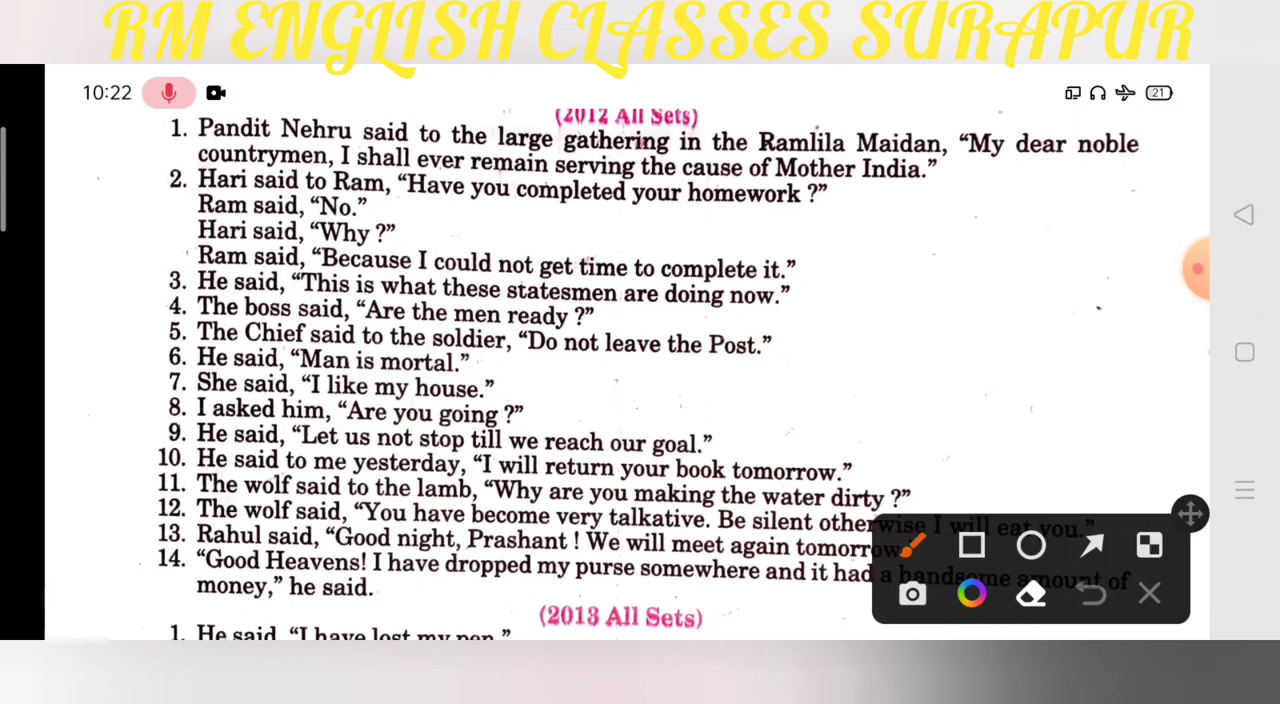 RM ENGLISH CLASSES SURAPUR
10:22
21
(2012 All Sets)
1. Pandit Nehru said to the large gathering in the Ramlila Maidan, “My dear noble
countrymen, I shall ever remain serving the cause of Mother India.”
2. Hari said to Ram, “Have you completed your homework ?”
Ram said, “No.”
Hari said, “Why ?”
Ram said, “Because I could not get time to complete it.”
3. He said, “This is what these statesmen are doing now.”
4. The boss said, “Are the men ready ?”
5. The Chief said to the soldier, “Do not leave the Post.”
6. He said, “Man is mortal.”
7. She said, “I like my house.”
8. I asked him, “Are you going ?”
9. He said, “Let us not stop till we reach our goal.”
10. He said to me yesterday, “I will return your book tomorrow.”
11. The wolf said to the lamb, “Why are you making the water dirty ?”
12. The wolf said, “You have become very talkative. Be silent otherwise I will eat you.”
13. Rahul said, “Good night, Prashant ! We will meet again tomorrow
14. “Good Heavens! I have dropped my purse somewhere and it had a handsome amount of
money,” he said.
(2013 All Sets)
1. He said, “I have lost my pen.”